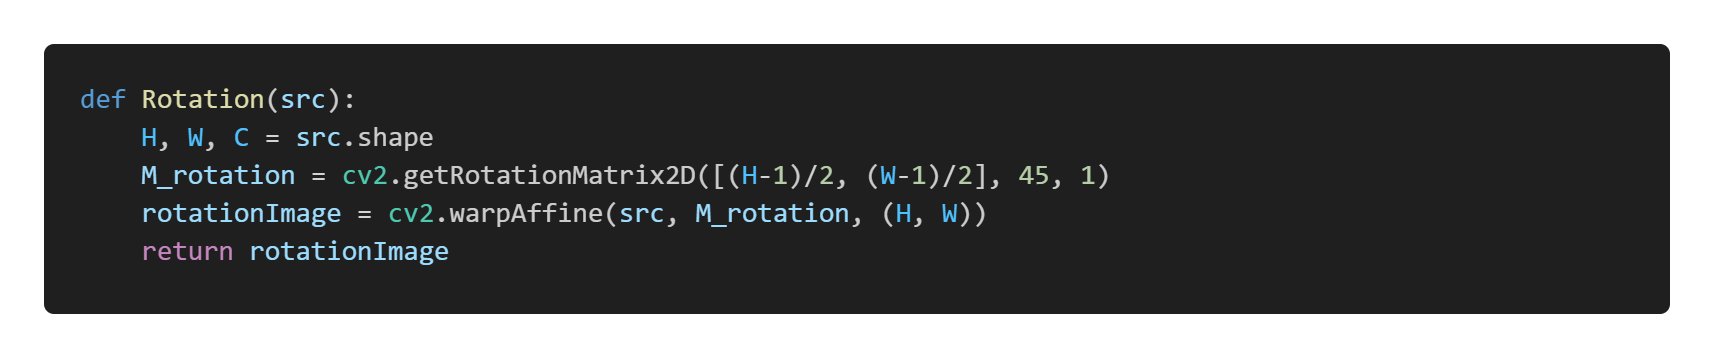 def Rotation(src):
    H, W, C = src.shape
    M_rotation = cv2.getRotationMatrix2D([(H-1)/2, (W-1)/2], 45, 1)
    rotationImage = cv2.warpAffine(src, M_rotation, (H, W))
    return rotationImage